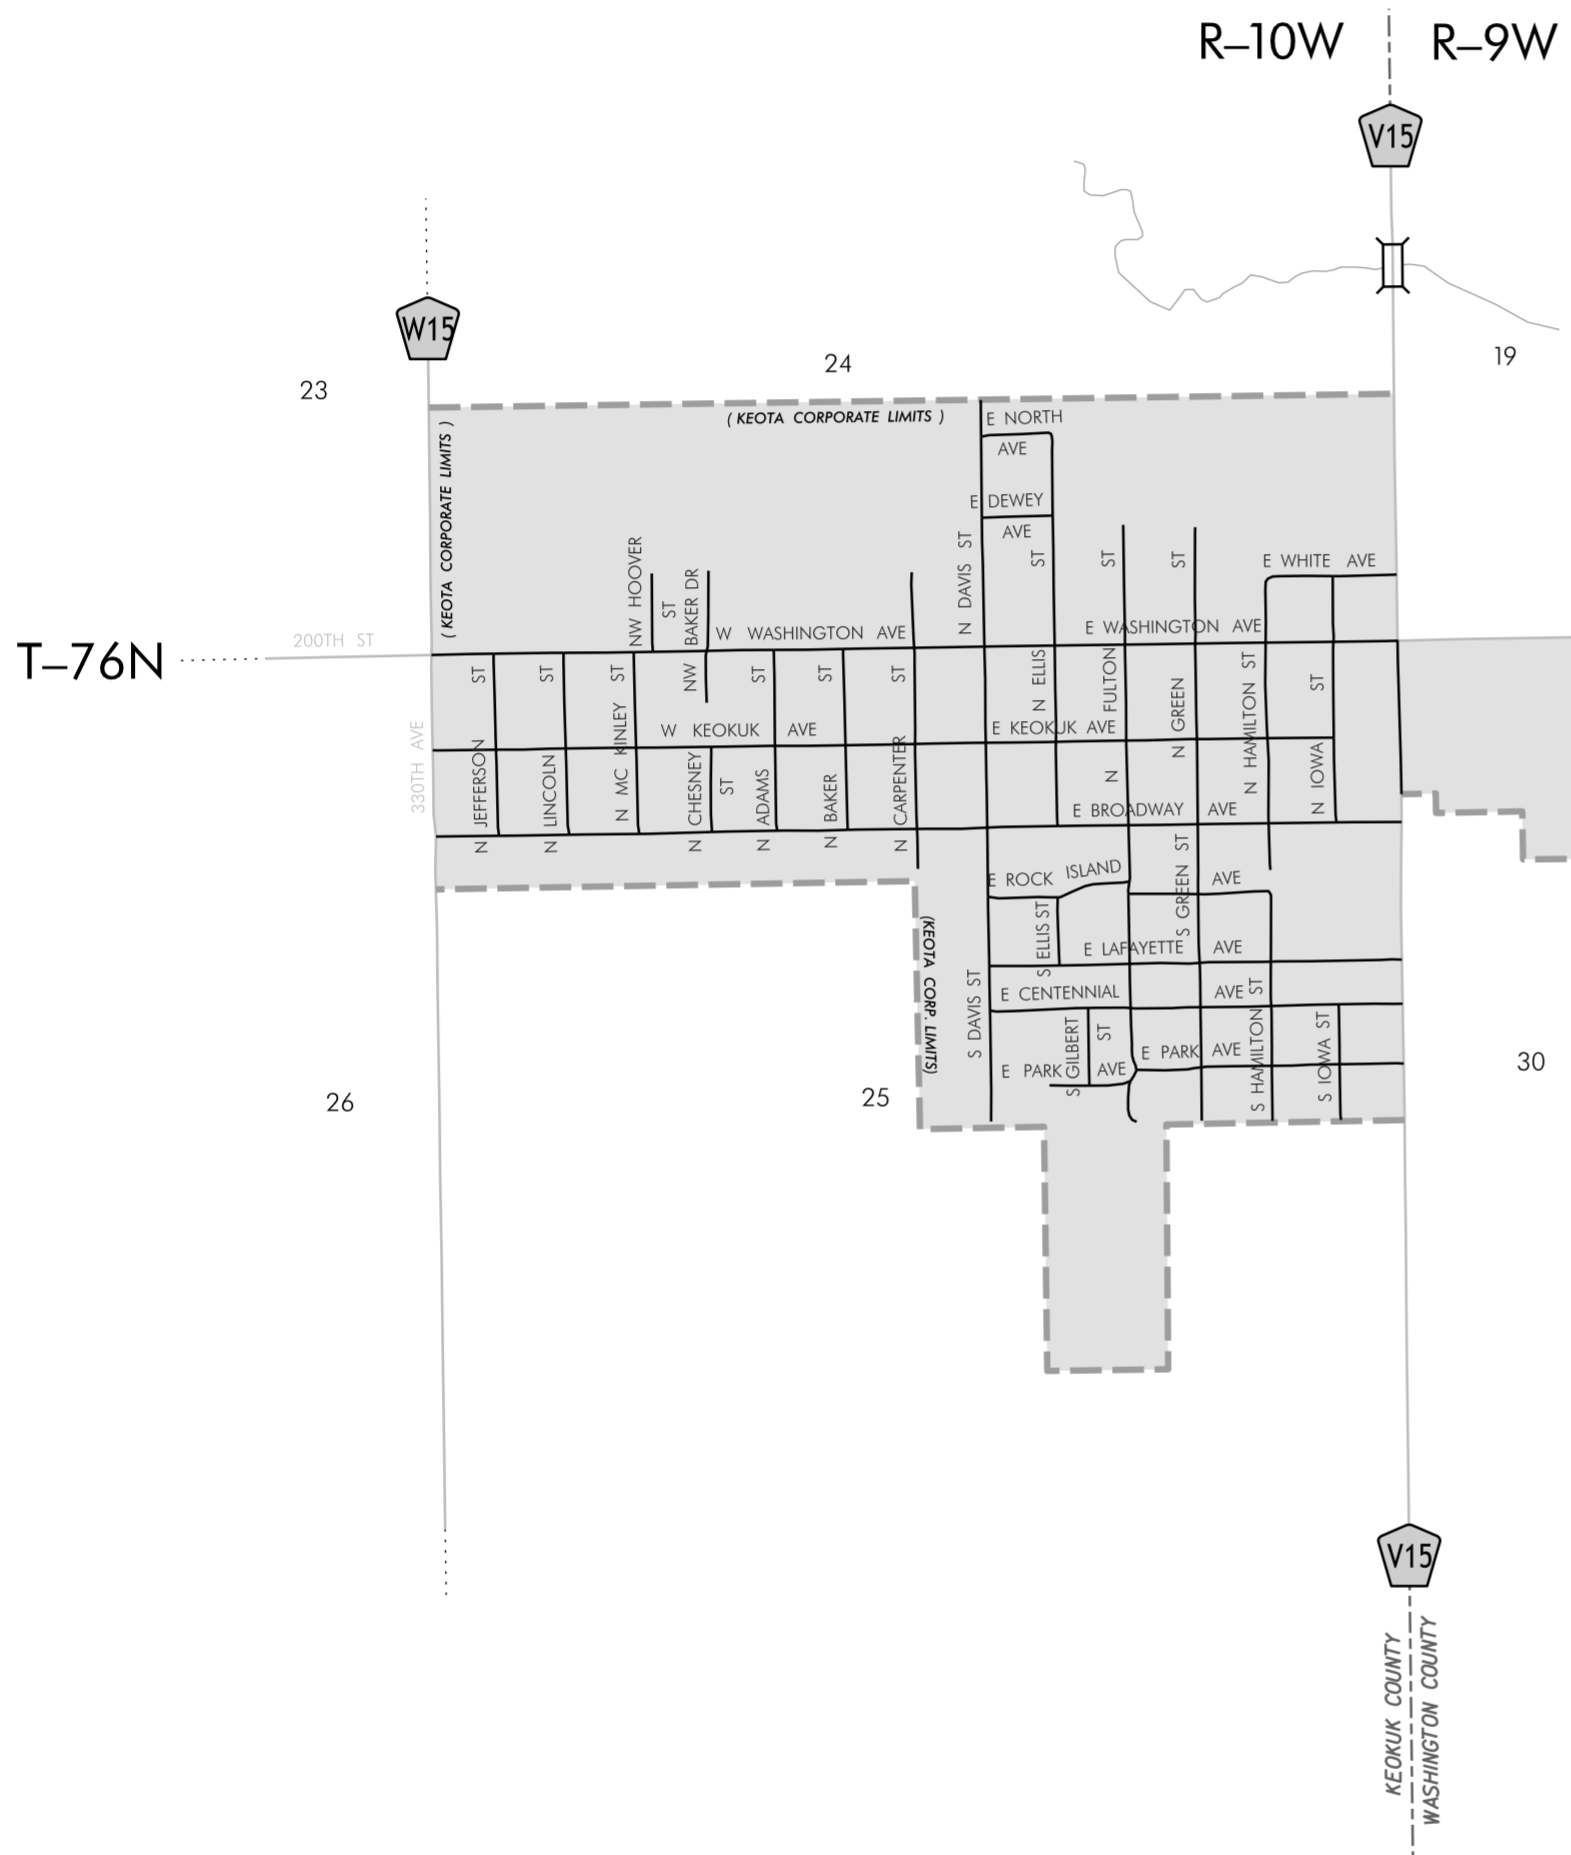 R–10W
R–9W
V15
W15
23
24
19
( KEOTA CORPORATE LIMITS )
( KEOTA CORPORATE LIMITS )
E NORTH
AVE
E DEWEY
AVE
N DAVIS ST
NW HOOVER
ST
NW BAKER DR
E WHITE AVE
W WASHINGTON AVE
E WASHINGTON AVE
200TH ST
T–76N
330TH AVE
N JEFFERSON ST
N LINCOLN ST
N MC KINLEY ST
N CHESNEY
ST
N ADAMS ST
N BAKER ST
N CARPENTER ST
N ELLIS ST
N FULTON ST
N GREEN ST
N HAMILTON ST
N IOWA ST
W KEOKUK AVE
E KEOKUK AVE
E BROADWAY AVE
E ROCK ISLAND AVE
S GREEN ST
S ELLIS ST
E LAFAYETTE AVE
(KEOTA CORP. LIMITS)
S DAVIS ST
E CENTENNIAL AVE
S GILBERT
ST
S HAMILTON ST
S IOWA ST
E PARK AVE
E PARK AVE
26
25
30
V15
KEOKUK COUNTY
WASHINGTON COUNTY